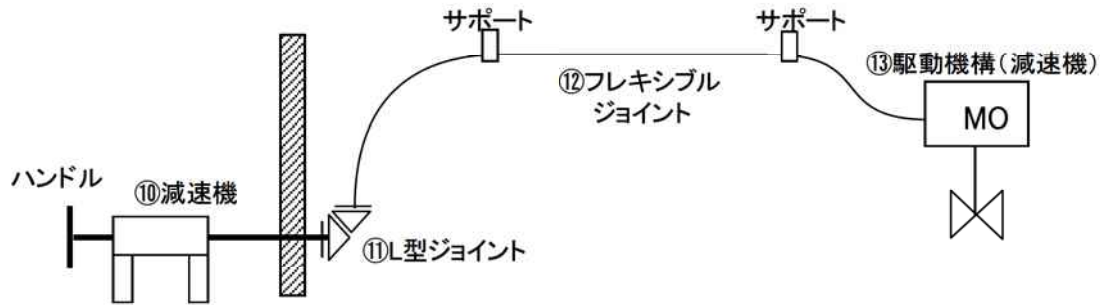 サポート
サポート
⑬駆動機構(減速機)
⑫フレキシブル
ジョイント
MO
ハンドル
⑩減速機
⑪L型ジョイント